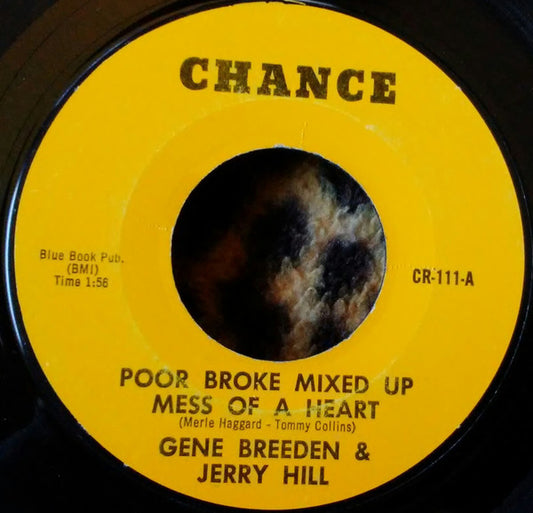 CHANCE
Blue Book Pub.
(BMI)
Time 1:56
CR-111-A
POOR BROKE MIXED UP
MESS OF A HEART
(Merle Haggard - Tommy Collins)
GENE BREEDEN &
JERRY HILL